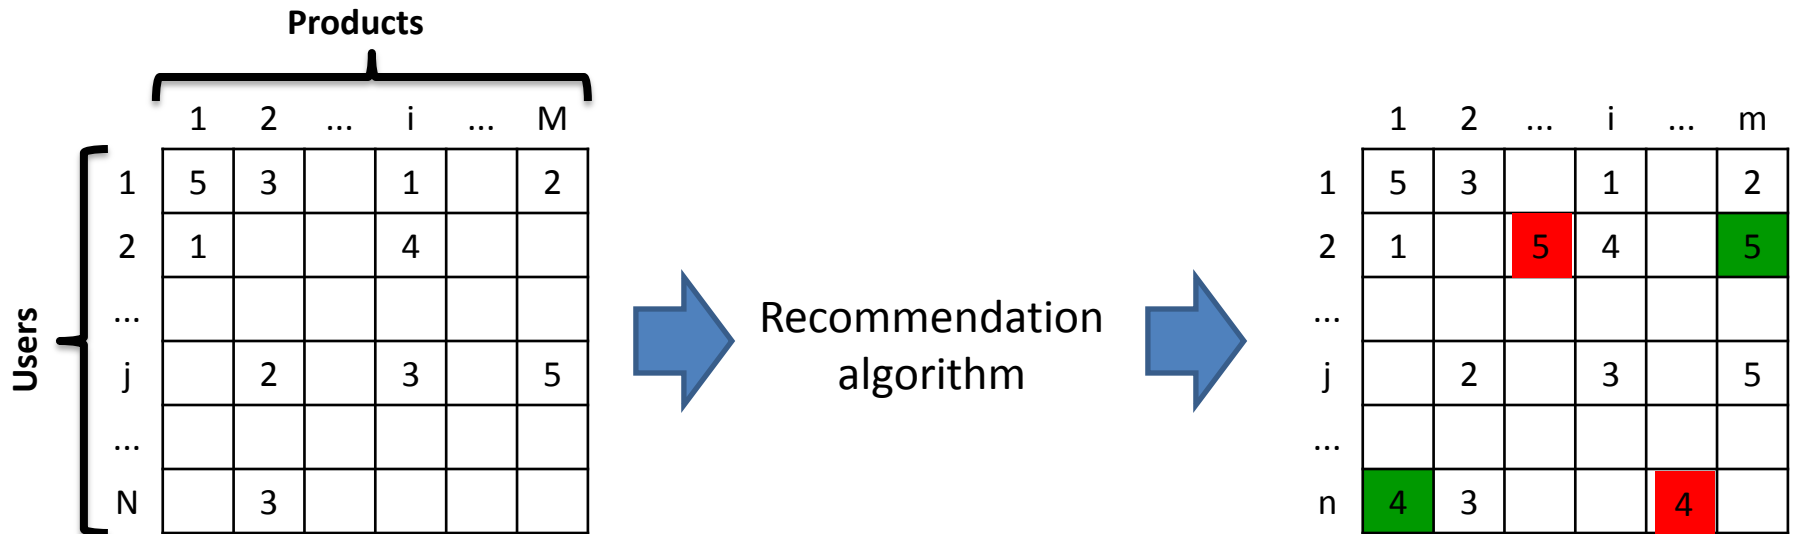 Products
1 2 ... i ... M
1 5 3 1 2
2 1 4
...
j 2 3 5
...
N 3
Users
Recommendation
algorithm
1 2 ... i ... m
1 5 3 1 2
2 1 5 4 5
...
j 2 3 5
...
n 4 3 4